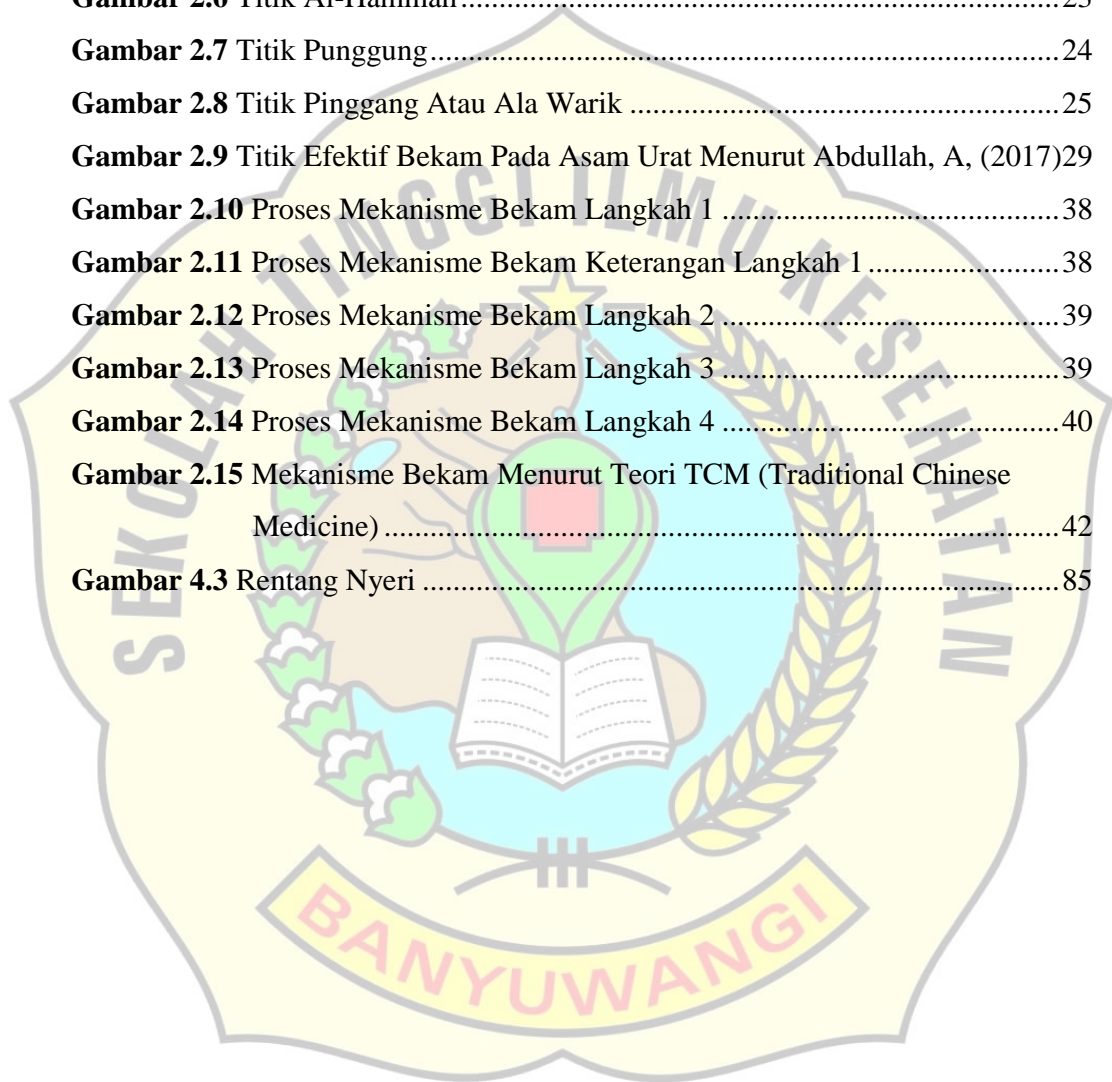 Gambar 2.6 Titik Al-Hammah....23
Gambar 2.7 Titik Punggung....24
Gambar 2.8 Titik Pinggang Atau Ala Warik ....25
Gambar 2.9 Titik Efektif Bekam Pada Asam Urat Menurut Abdullah, A, (2017)29
Gambar 2.10 Proses Mekanisme Bekam Langkah 1 ....38
Gambar 2.11 Proses Mekanisme Bekam Keterangan Langkah 1....38
Gambar 2.12 Proses Mekanisme Bekam Langkah 2 ....39
Gambar 2.13 Proses Mekanisme Bekam Langkah 3 ....39
Gambar 2.14 Proses Mekanisme Bekam Langkah 4 ....40
Gambar 2.15 Mekanisme Bekam Menurut Teori TCM (Traditional Chinese
Medicine) ....42
Gambar 4.3 Rentang Nyeri ....85
SEKOLAH TINGGI ILMU KESEHATAN
BANYUWANGI